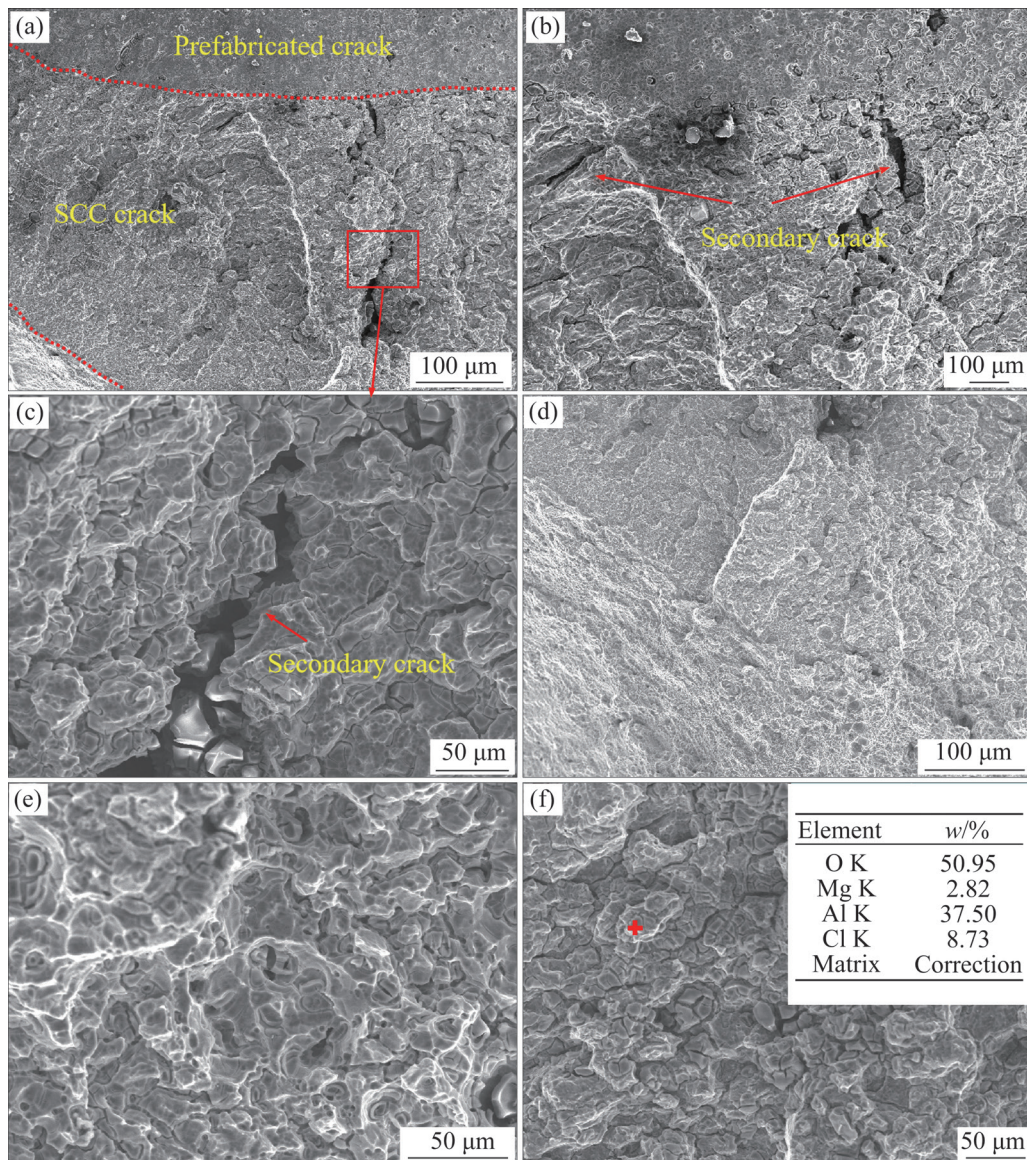 (a)
Prefabricated crack
SCC crack
100 μm
(b)
Secondary crack
100 μm
(c)
Secondary crack
50 μm
(d)
100 μm
(e)
50 μm
(f)
Element w/%
O K 50.95
Mg K 2.82
Al K 37.50
Cl K 8.73
Matrix Correction
50 μm